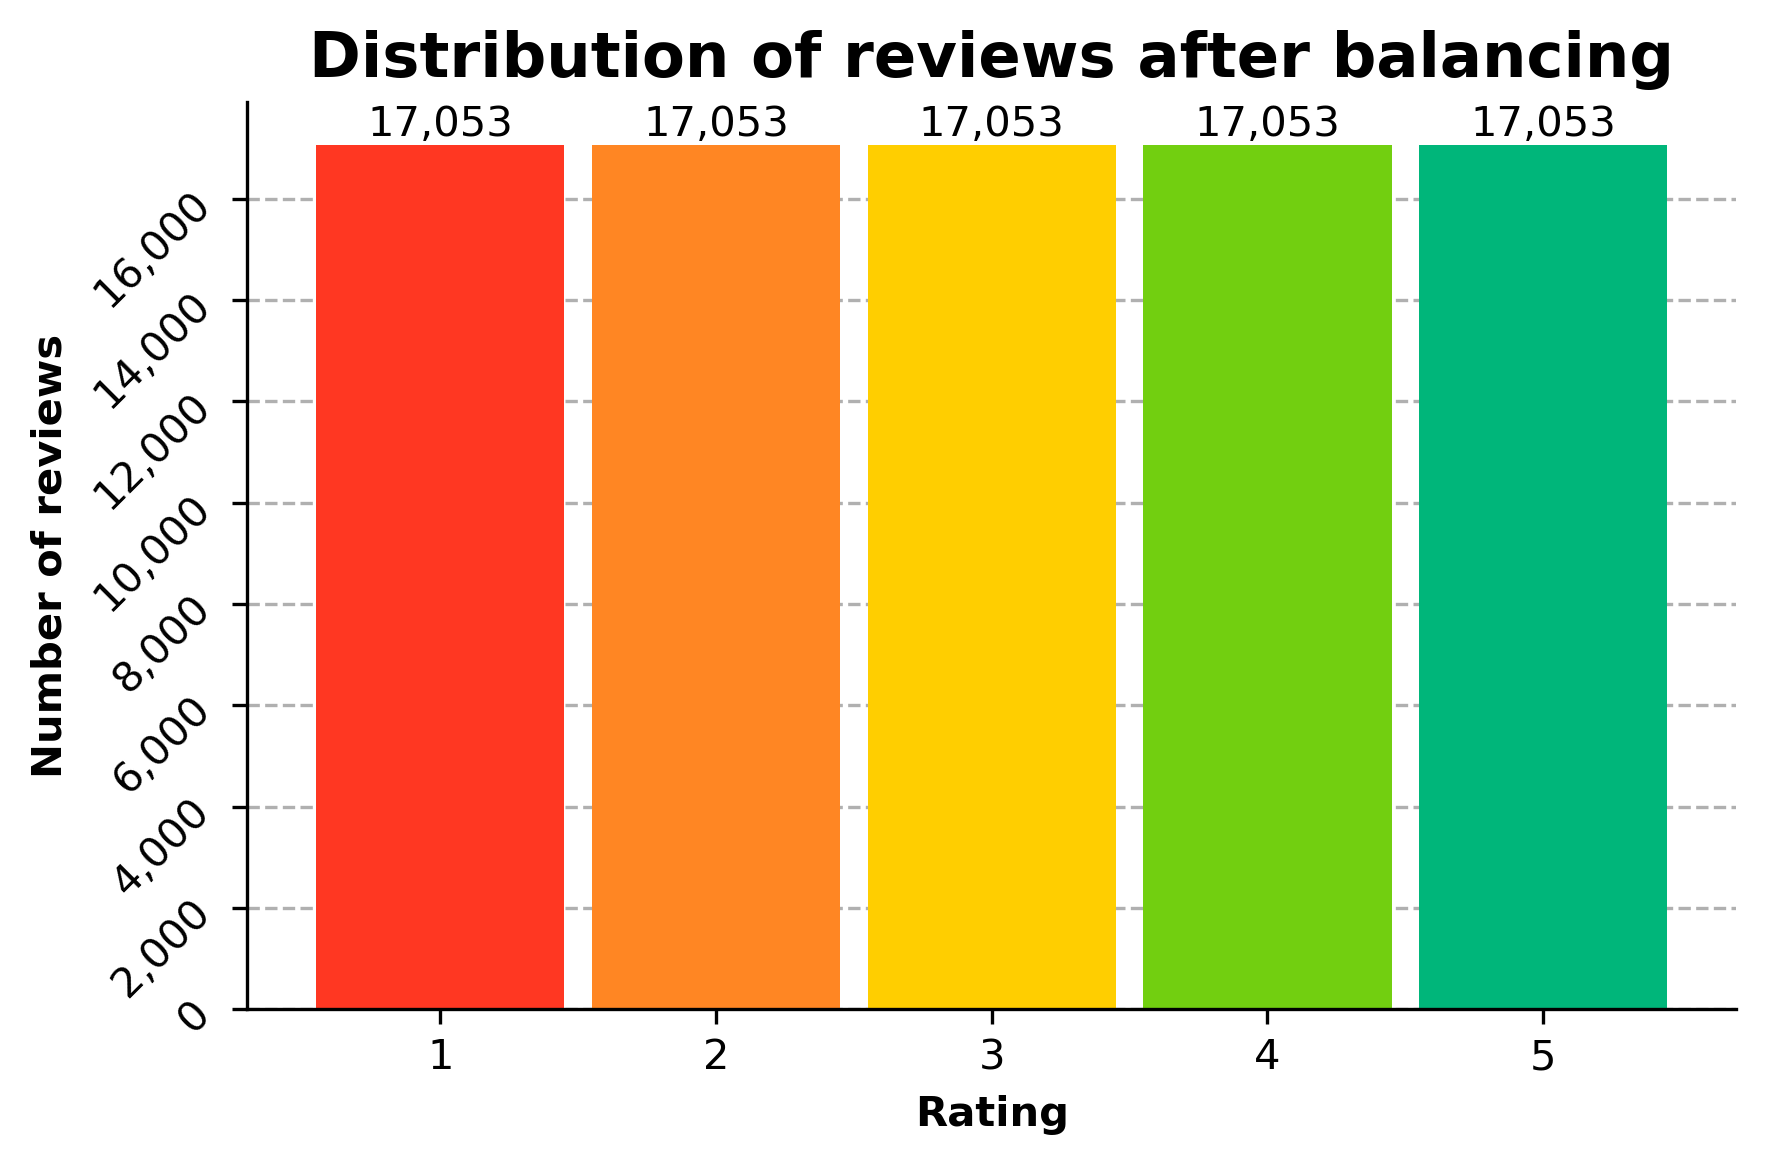 Distribution of reviews after balancing
17,053 17,053 17,053 17,053 17,053
16,000
14,000
12,000
10,000
8,000
6,000
4,000
2,000
0
Number of reviews
1 2 3 4 5
Rating